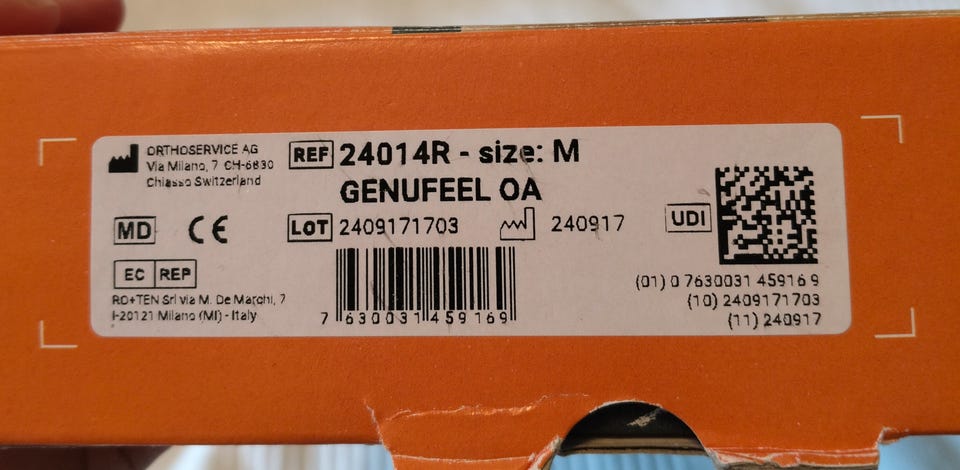 ORTHOSERVICE AG
Via Milano, 7 CH-6830
Chiasso Switzerland
REF 24014R - size: M
GENUFEEL OA
MD CE
LOT 2409171703
240917
UDI
EC REP
RO+TEN Srl via M. De Marchi, 7
I-20121 Milano (MI) - Italy
7 630031 459169
(01) 0 7630031 45916 9
(10) 2409171703
(11) 240917